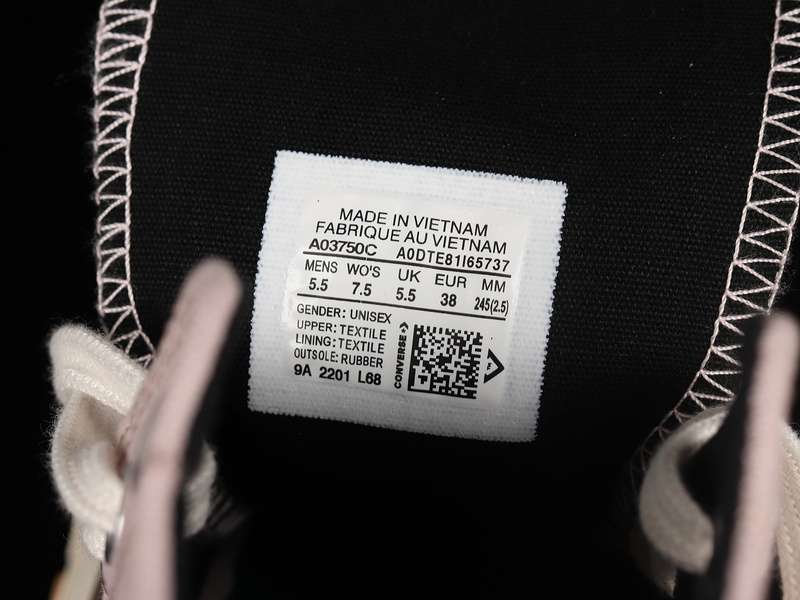 MADE IN VIETNAM
FABRIQUE AU VIETNAM
A03750C A0DTE81I65737
MENS WO'S UK EUR MM
5.5 7.5 5.5 38 245(2.5)
GENDER: UNISEX
UPPER: TEXTILE
LINING: TEXTILE
OUTSOLE: RUBBER
9A 2201 L68
CONVERSE
F